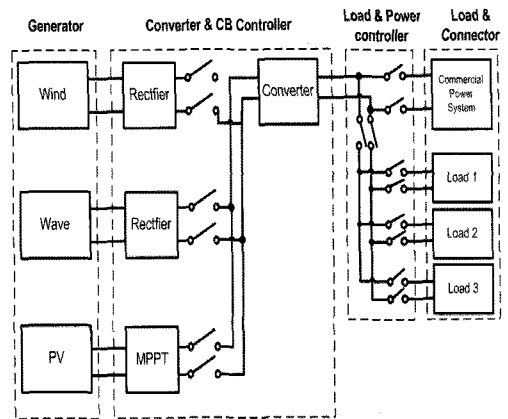 Generator
Converter & CB Controller
Load & Power
controller
Load &
Connector
Wind
Rectfier
Converter
Commercial
Power
System
Load 1
Wave
Rectfier
Load 2
Load 3
PV
MPPT